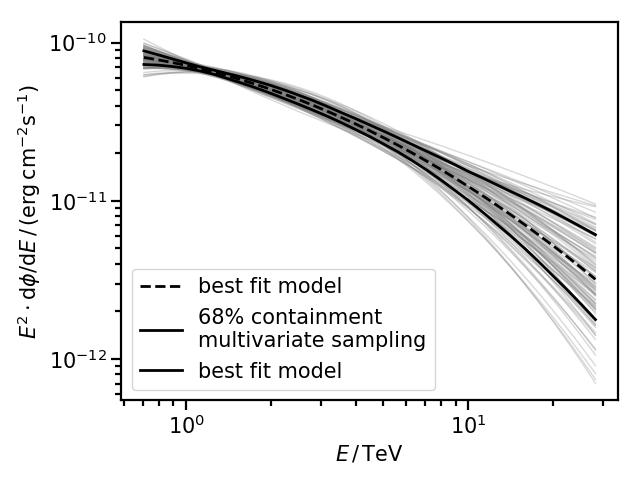 10⁻¹⁰
10⁻¹¹
10⁻¹²
E² · dϕ/dE / (erg cm⁻² s⁻¹)
best fit model
68% containment
multivariate sampling
best fit model
10⁰
10¹
E / TeV